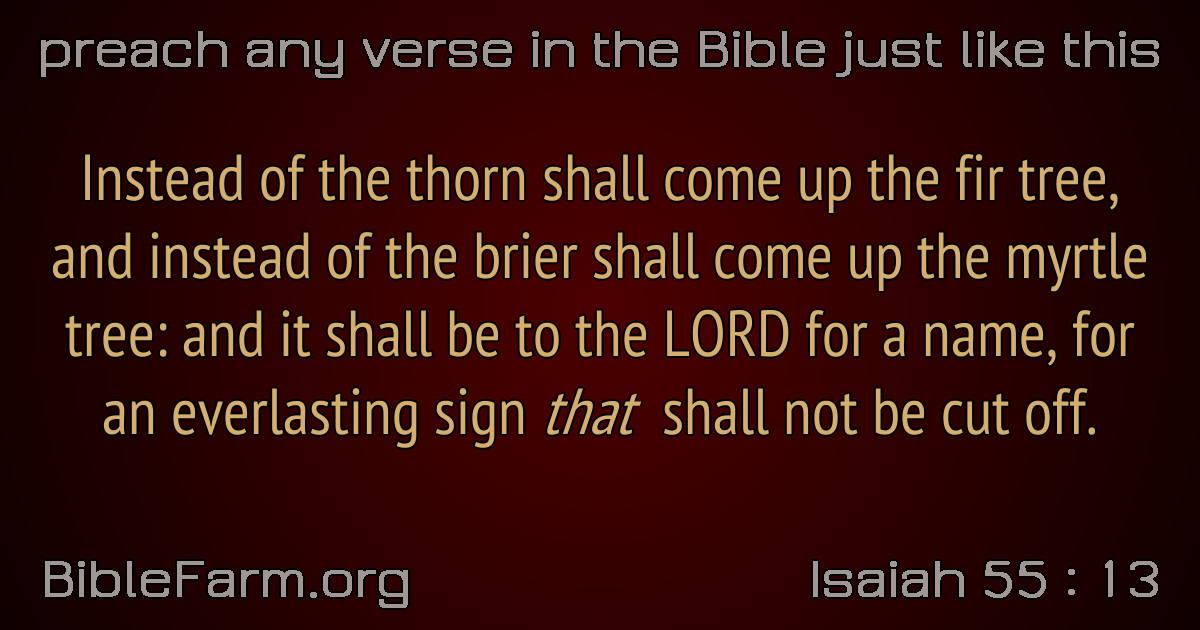 preach any verse in the Bible just like this
Instead of the thorn shall come up the fir tree,
and instead of the brier shall come up the myrtle
tree: and it shall be to the LORD for a name, for
an everlasting sign that shall not be cut off.
BibleFarm.org
Isaiah 55 : 13